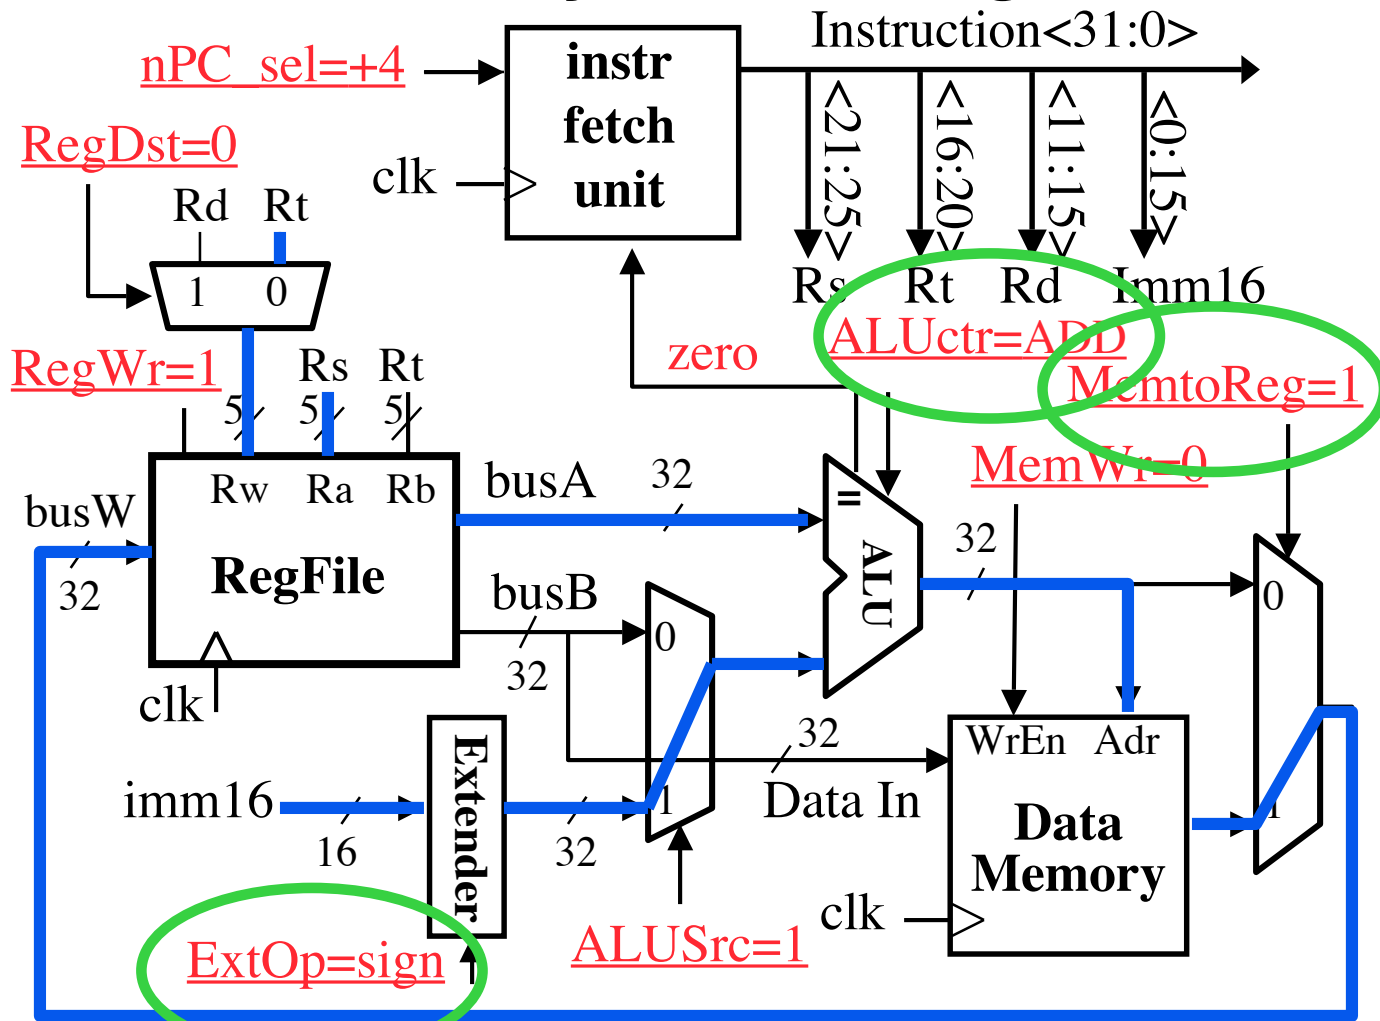 Instruction<31:0>
nPC_sel=+4
instr
fetch
unit
clk
<21:25>
<16:20>
<11:15>
<0:15>
RegDst=0
Rd Rt
1 0
Rs Rt Rd Imm16
ALUctr=ADD
zero
MemtoReg=1
RegWr=1
Rs Rt
5 5 5
MemWr=0
busW
32
Rw Ra Rb
RegFile
clk
busA
32
=
ALU
32
busB
32
0
1
0
1
imm16
16
Extender
32
32
Data In
WrEn Adr
Data
Memory
clk
ExtOp=sign
ALUSrc=1